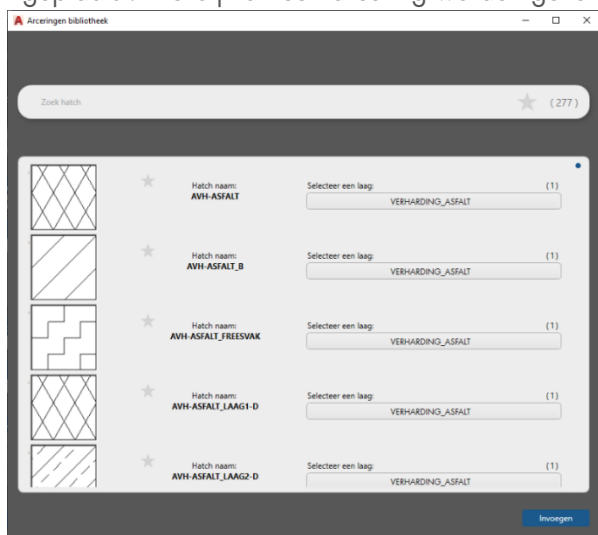 Arceringen bibliotheek
Zoek hatch
(277)
Hatch naam:
AVH-ASFALT
Selecteer een laag:
(1)
VERHARDING_ASFALT
Hatch naam:
AVH-ASFALT_B
Selecteer een laag:
(1)
VERHARDING_ASFALT
Hatch naam:
AVH-ASFALT_FREESVAK
Selecteer een laag:
(1)
VERHARDING_ASFALT
Hatch naam:
AVH-ASFALT_LAAG1-D
Selecteer een laag:
(1)
VERHARDING_ASFALT
Hatch naam:
AVH-ASFALT_LAAG2-D
Selecteer een laag:
(1)
VERHARDING_ASFALT
Invoegen